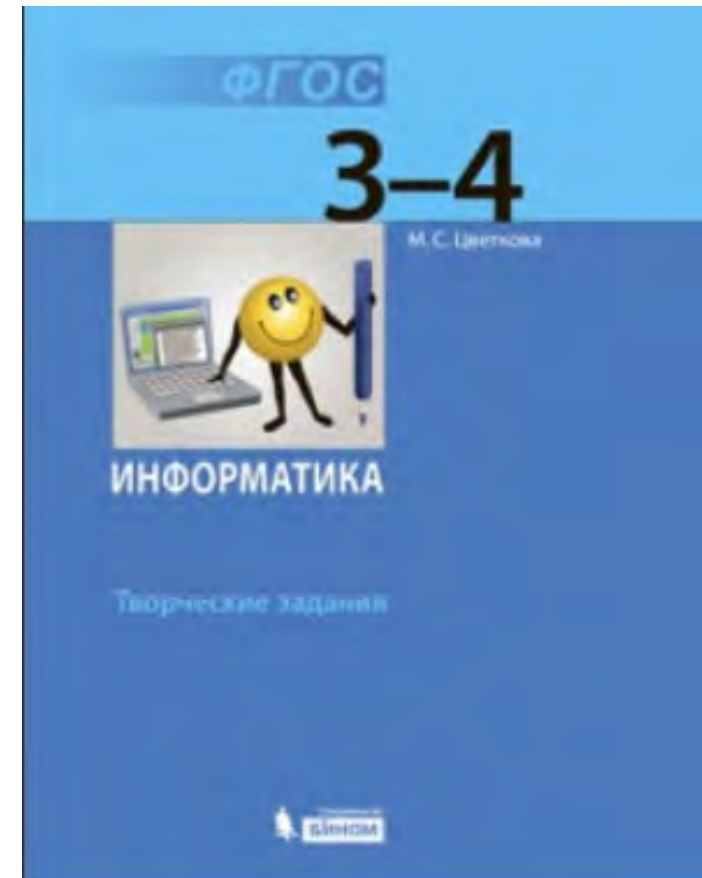 ФГОС
3–4
М. С. Цветкова
ИНФОРМАТИКА
Творческие задания
БИНОМ